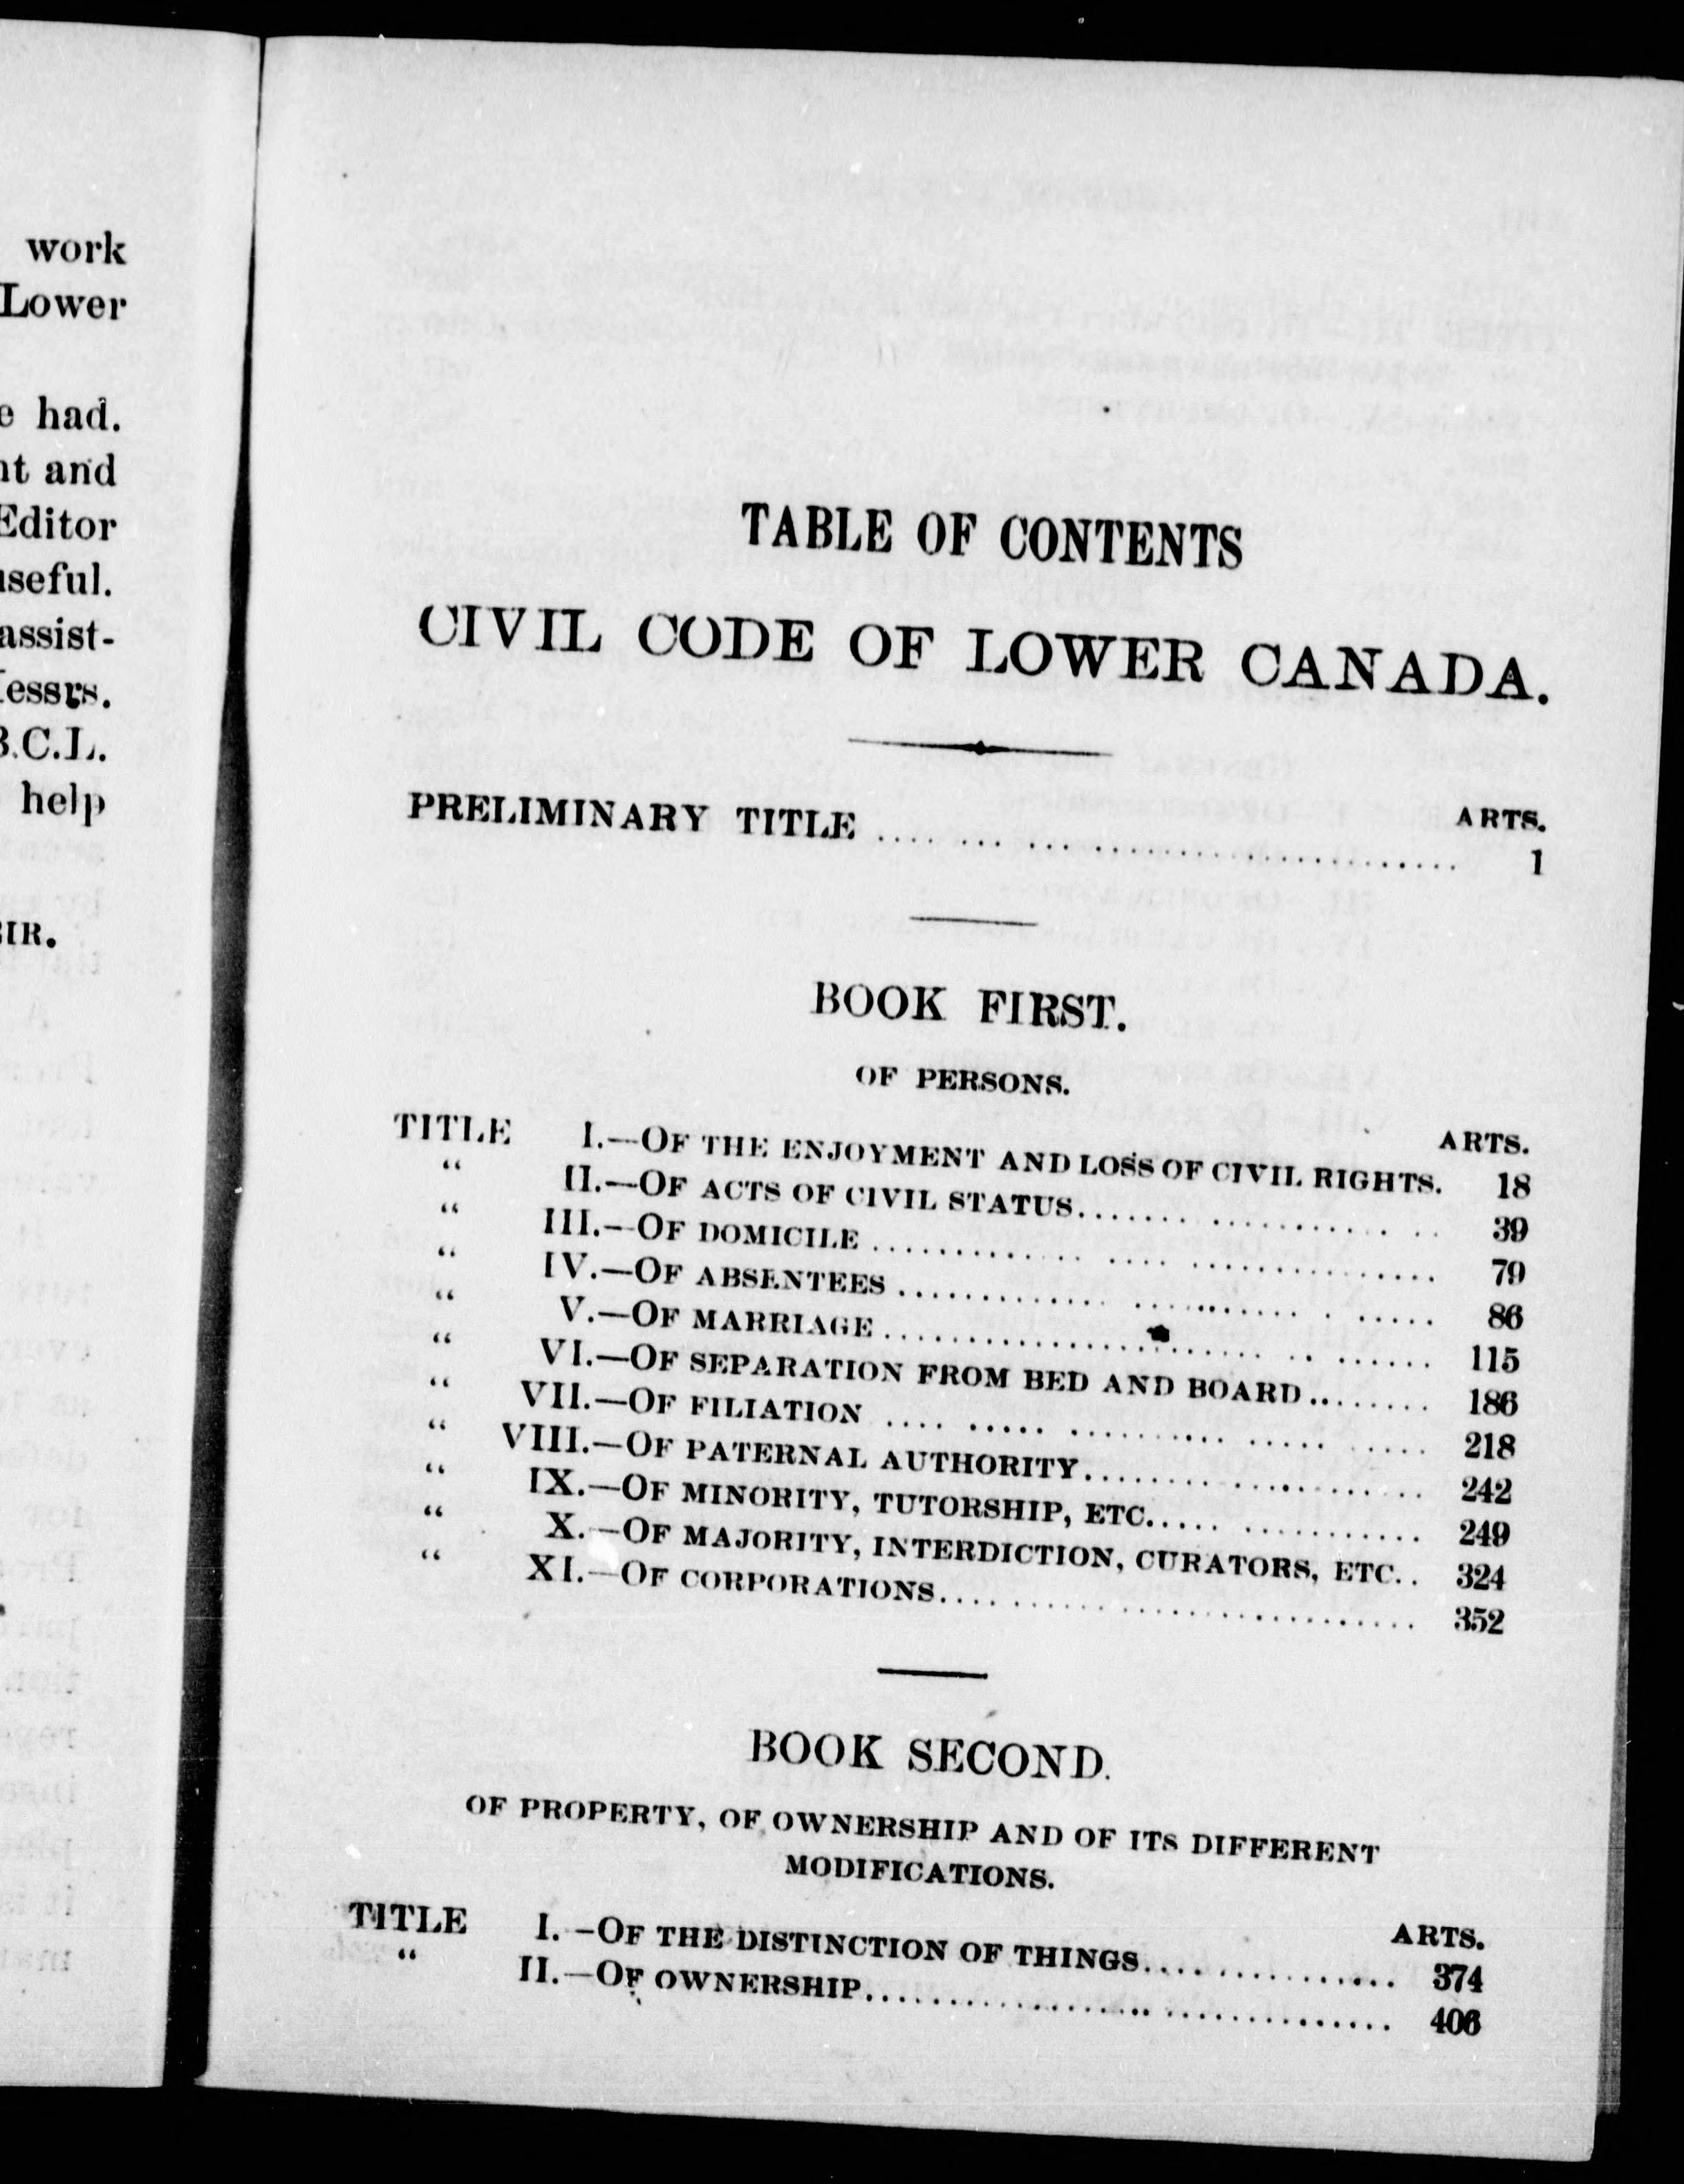 work
Lower
had.
and
Editor
assist-
B.C.L.
help
TABLE OF CONTENTS
CIVIL CODE OF LOWER CANADA.
ARTS.
PRELIMINARY TITLE .... ... ... ........................... 1
BOOK FIRST.
OF PERSONS.
ARTS.
TITLE I.—OF THE ENJOYMENT AND LOSS OF CIVIL RIGHTS. 18
“ II.—OF ACTS OF CIVIL STATUS....... .................. .. 39
“ III.—OF DOMICILE ............. .... ............... 79
“ IV.—OF ABSENTEES ............. ............. . ..... 86
“ V.—OF MARRIAGE ........................ .. ...... 115
“ VI.—OF SEPARATION FROM BED AND BOARD ........ 186
“ VII.—OF FILIATION .... ..... .......... ..... ..... 218
“ VIII.—OF PATERNAL AUTHORITY..................... 242
“ IX.—OF MINORITY, TUTORSHIP, ETC..... ........... 249
“ X.—OF MAJORITY, INTERDICTION, CURATORS, ETC.. 324
“ XI.—OF CORPORATIONS.............................. 352
BOOK SECOND.
OF PROPERTY, OF OWNERSHIP AND OF ITS DIFFERENT
MODIFICATIONS.
ARTS.
TITLE I.—OF THE DISTINCTION OF THINGS................ 374
“ II.—OF OWNERSHIP................................ 406